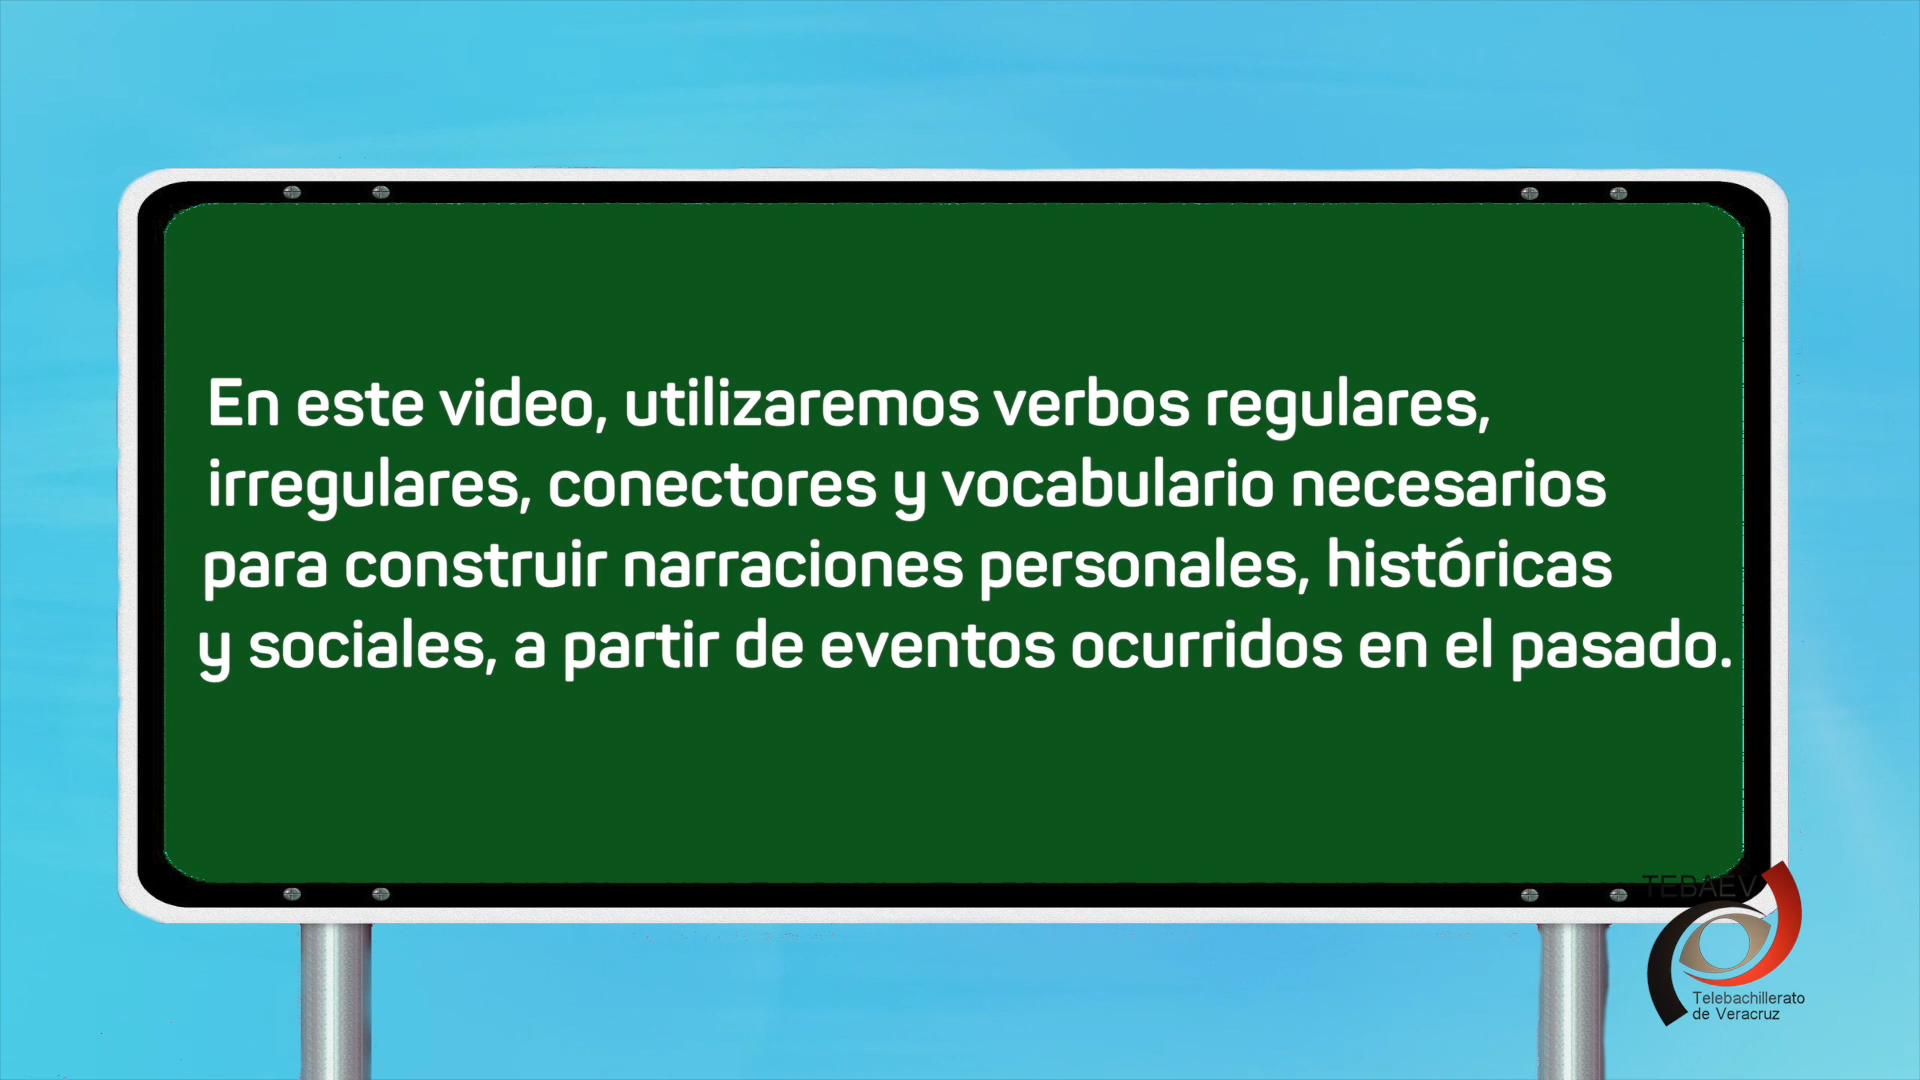 En este video, utilizaremos verbos regulares,
irregulares, conectores y vocabulario necesarios
para construir narraciones personales, históricas
y sociales, a partir de eventos ocurridos en el pasado.
TEBAEV
Telebachillerato
de Veracruz